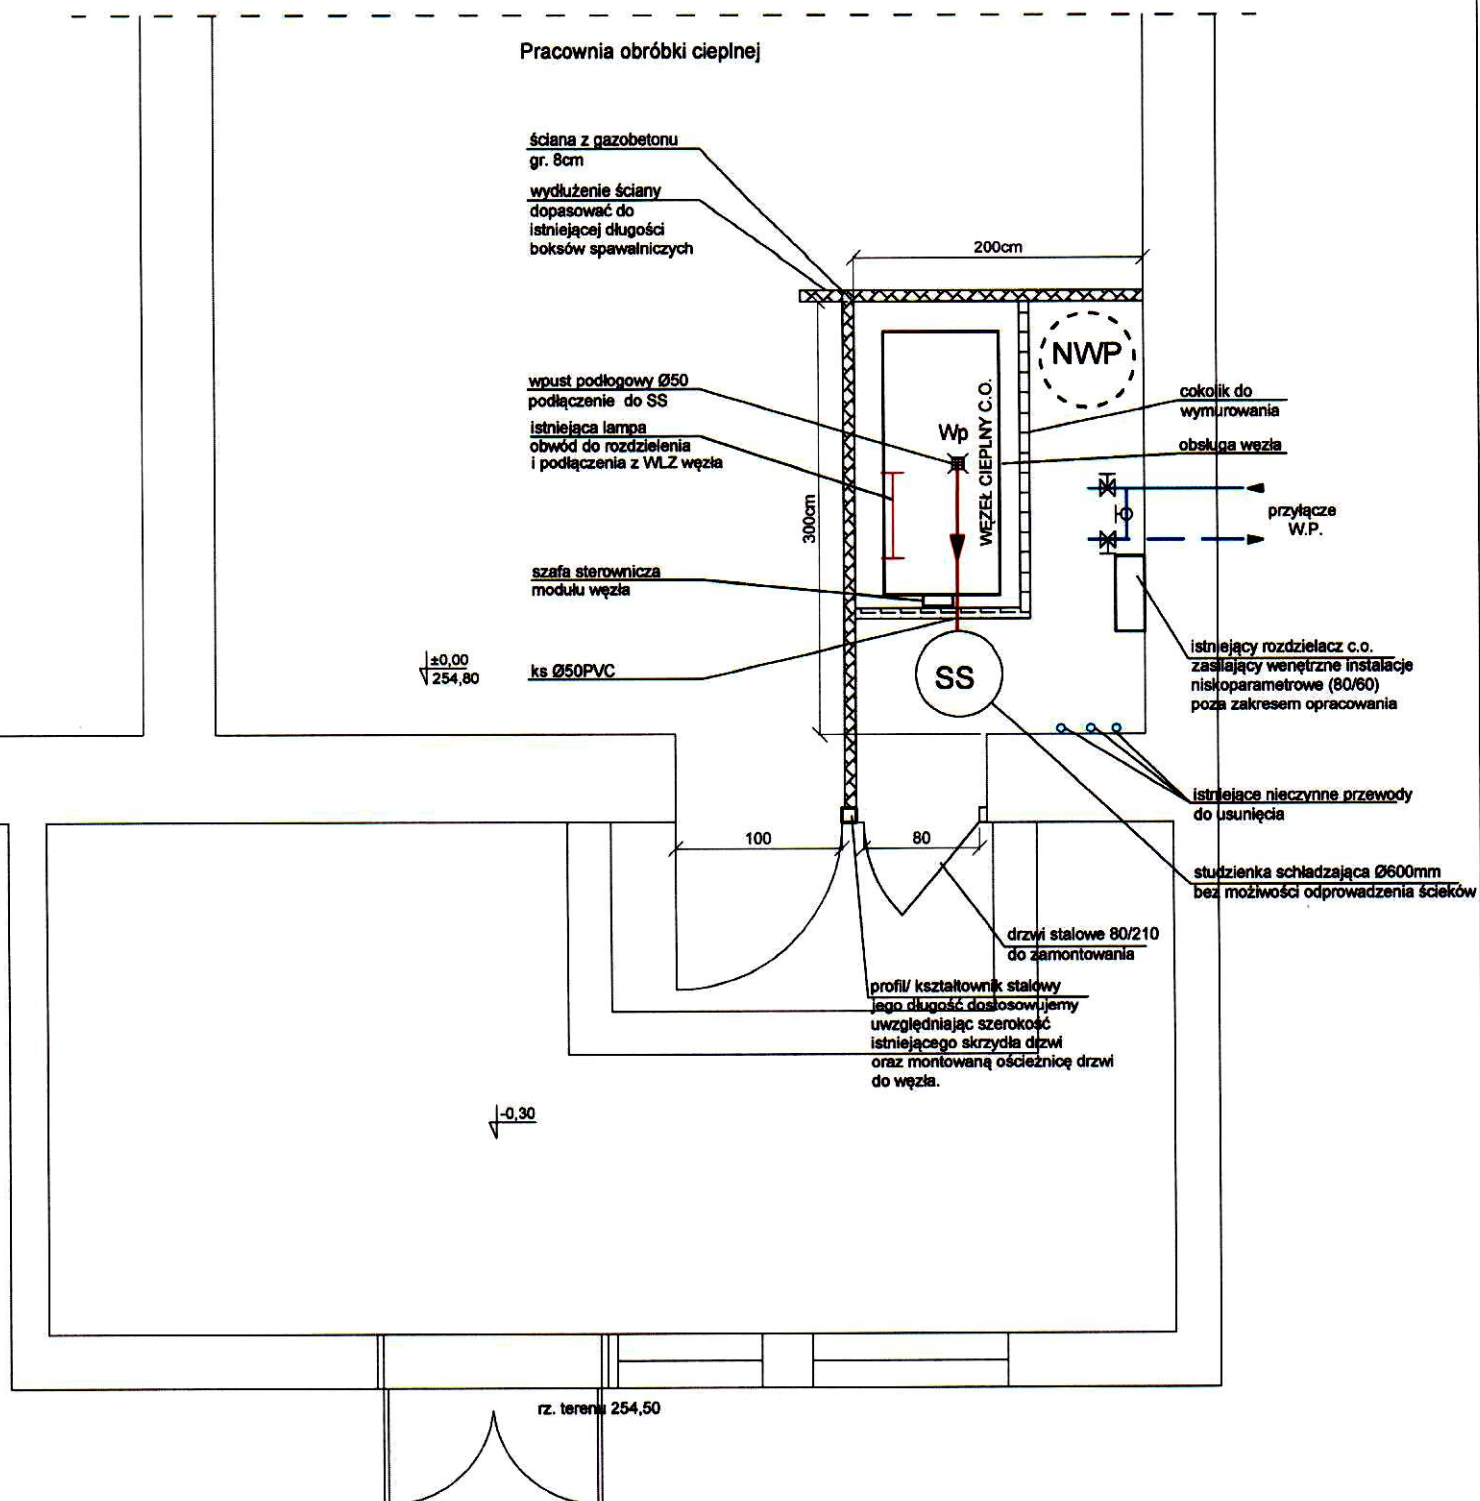 Pracownia obróbki cieplnej
ściana z gazobetonu
gr. 8cm
wydłużenie ściany
dopasować do
istniejącej długości
boksów spawalniczych
200cm
NWP
wpust podłogowy Ø50
podłączenie do SS
istniejąca lampa
obwód do rozdzielenia
i podłączenia z WLZ węzła
Wp
WĘZEŁ CIEPLNY C.O.
cokolik do
wymurowania
obsługa węzła
300cm
przyłącze
W.P.
szafa sterownicza
modułu węzła
±0,00
254,80
ks Ø50PVC
SS
istniejący rozdzielacz c.o.
zasilający wenętrzne instalacje
niskoparametrowe (80/60)
poza zakresem opracowania
istniejące nieczynne przewody
do usunięcia
100
80
studzienka schładzająca Ø600mm
bez możiwości odprowadzenia ścieków
drzwi stalowe 80/210
do zamontowania
profil/ kształtownik stalowy
jego długość dostosowujemy
uwzględniając szerokość
istniejącego skrzydła drzwi
oraz montowaną ościeżnicę drzwi
do węzła.
-0,30
rz. terenu 254,50